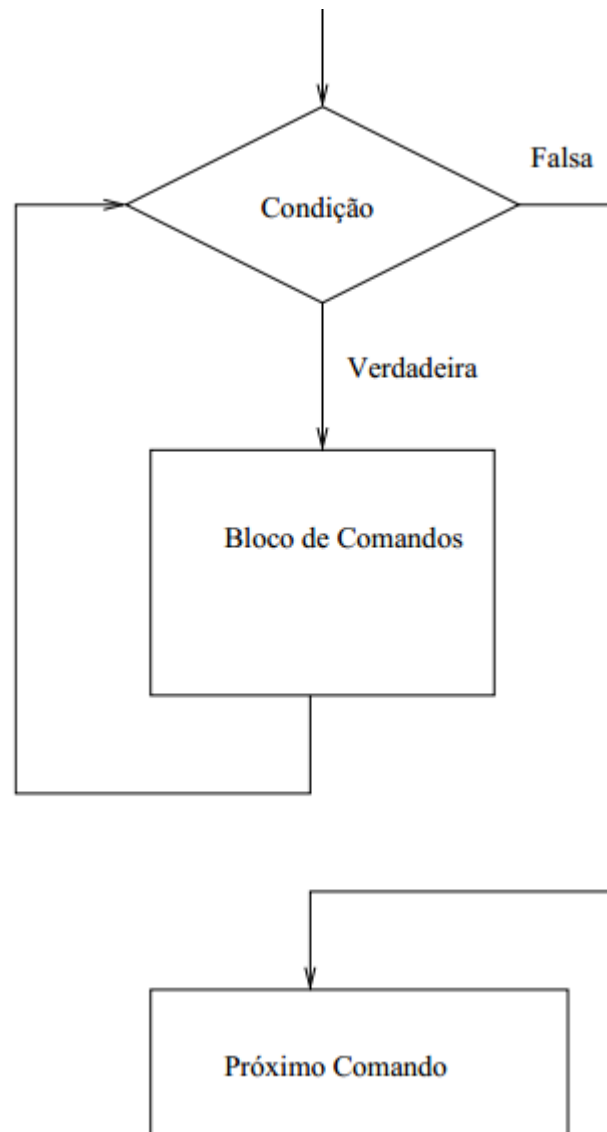 Falsa
Condição
Verdadeira
Bloco de Comandos
Próximo Comando